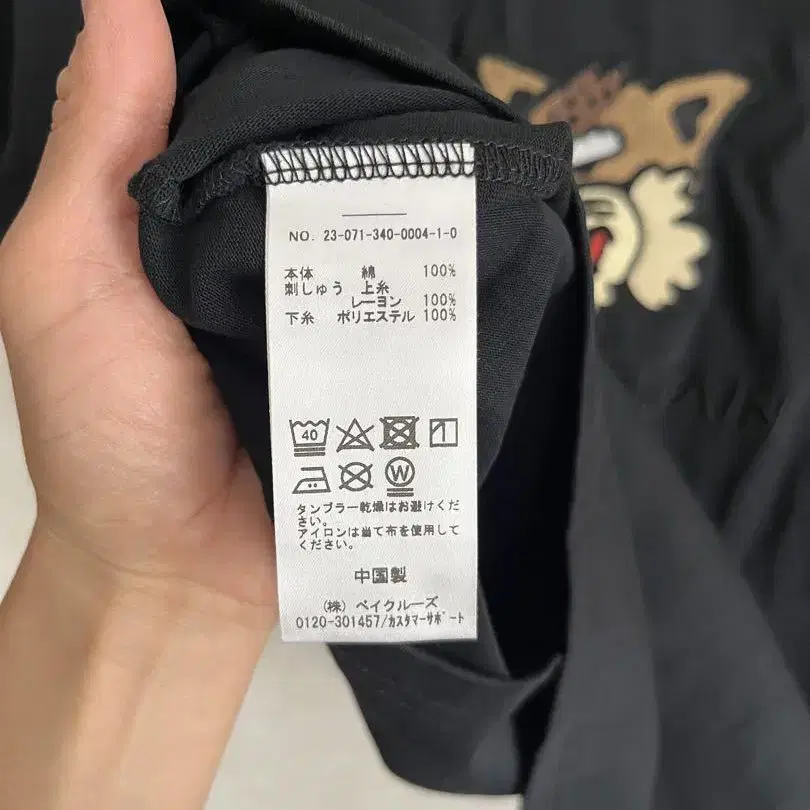 NO. 23-071-340-0004-1-0
本体 綿 100%
刺しゅう 上糸
レーヨン 100%
下糸 ポリエステル 100%
40
W
タンブラー乾燥はお避けくだ
さい。
アイロンは当て布を使用して
ください。
中国製
(株) ベイクルーズ
0120-301457/ｶｽﾀﾏｰｻﾎﾟｰﾄ